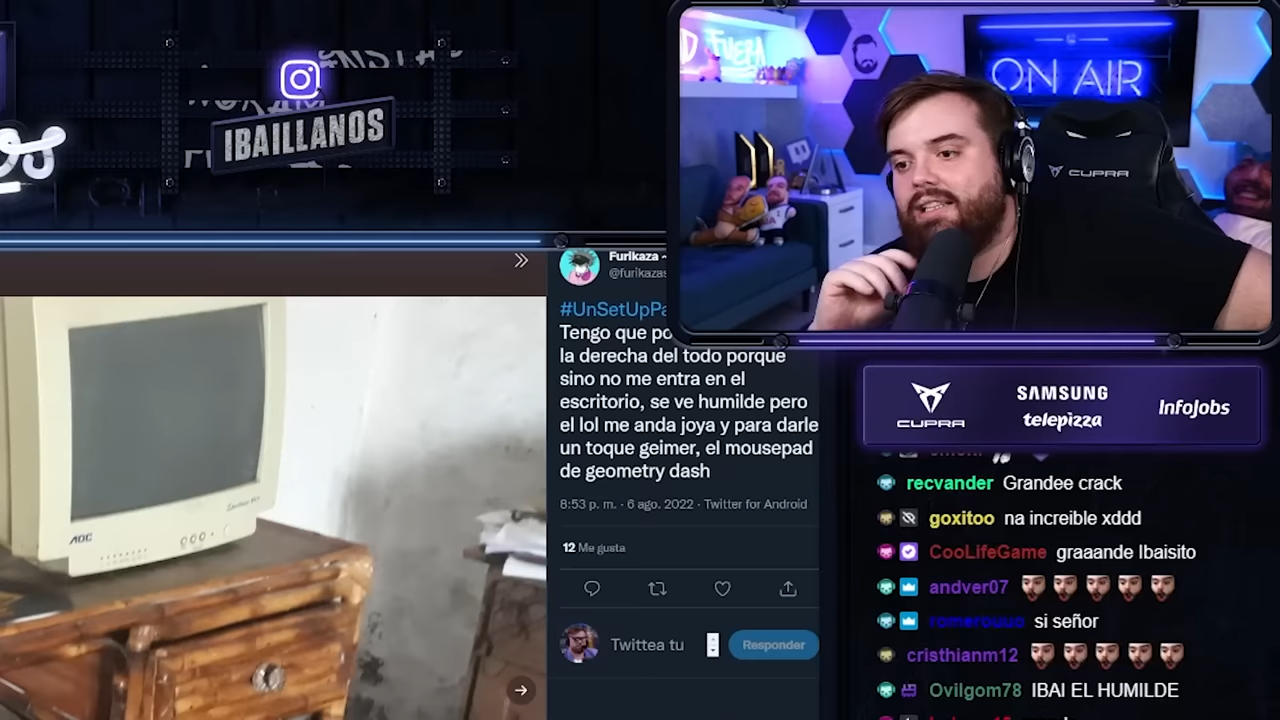 IBAILLANOS
FUERA
ON AIR
CUPRA
Furikaza ~
@furikazas
#UnSetUpPa
Tengo que po
la derecha del todo porque
sino no me entra en el
escritorio, se ve humilde pero
el lol me anda joya y para darle
un toque geimer, el mousepad
de geometry dash
8:53 p. m. · 6 ago. 2022 · Twitter for Android
12 Me gusta
Twittea tu
Responder
AOC
CUPRA
SAMSUNG
telepizza
InfoJobs
recvander Grandee crack
goxitoo na increible xddd
CooLifeGame graaande Ibaisito
andver07
romerouuo si señor
cristhianm12
Ovilgom78 IBAI EL HUMILDE